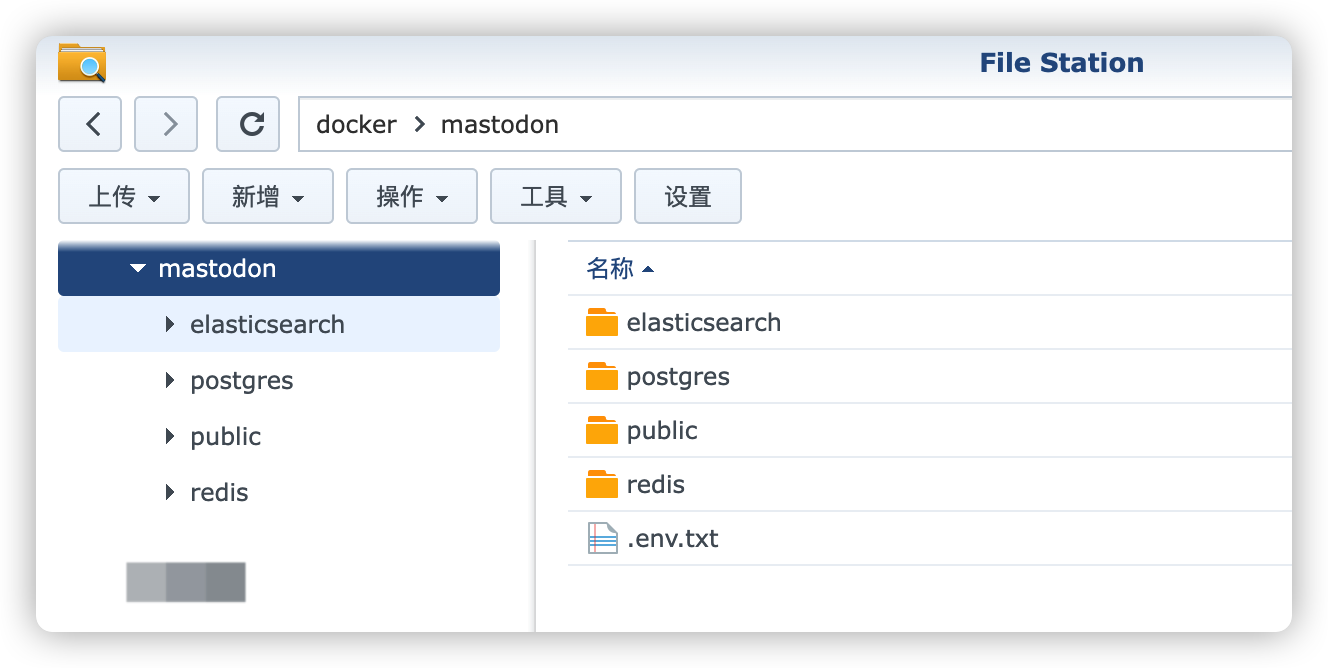 File Station
docker > mastodon
上传 新增 操作 工具 设置
mastodon
elasticsearch
postgres
public
redis
名称
elasticsearch
postgres
public
redis
.env.txt